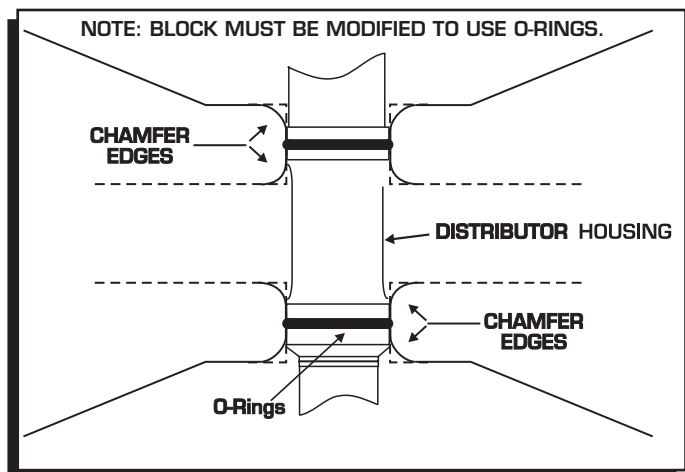 NOTE: BLOCK MUST BE MODIFIED TO USE O-RINGS.
CHAMFER
EDGES
DISTRIBUTOR HOUSING
CHAMFER
EDGES
O-Rings